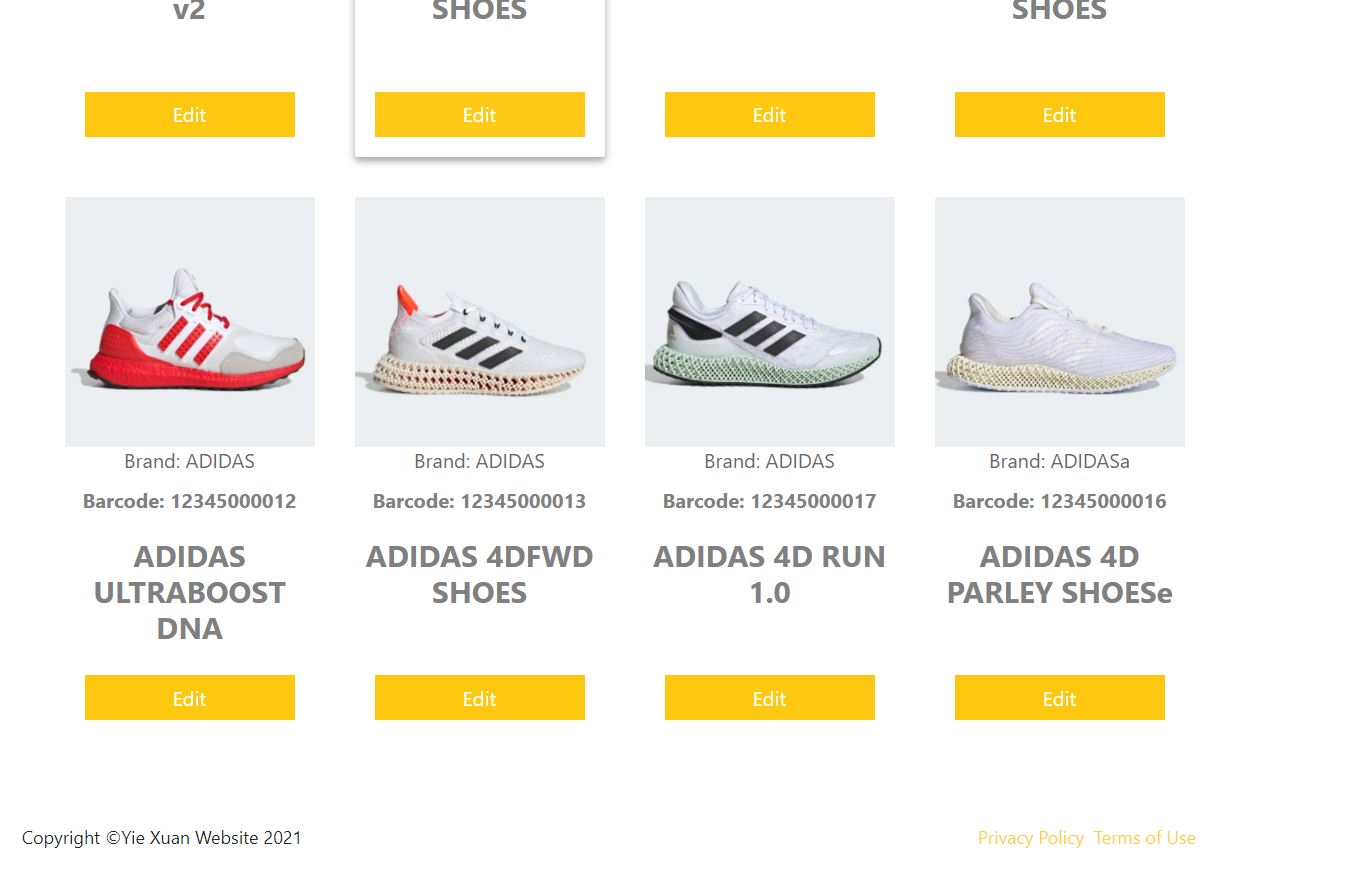 v2
SHOES
SHOES
Edit
Edit
Edit
Edit
Brand: ADIDAS
Brand: ADIDAS
Brand: ADIDAS
Brand: ADIDASa
Barcode: 12345000012
Barcode: 12345000013
Barcode: 12345000017
Barcode: 12345000016
ADIDAS
ULTRABOOST
DNA
ADIDAS 4DFWD
SHOES
ADIDAS 4D RUN
1.0
ADIDAS 4D
PARLEY SHOESe
Edit
Edit
Edit
Edit
Copyright ©Yie Xuan Website 2021
Privacy Policy Terms of Use